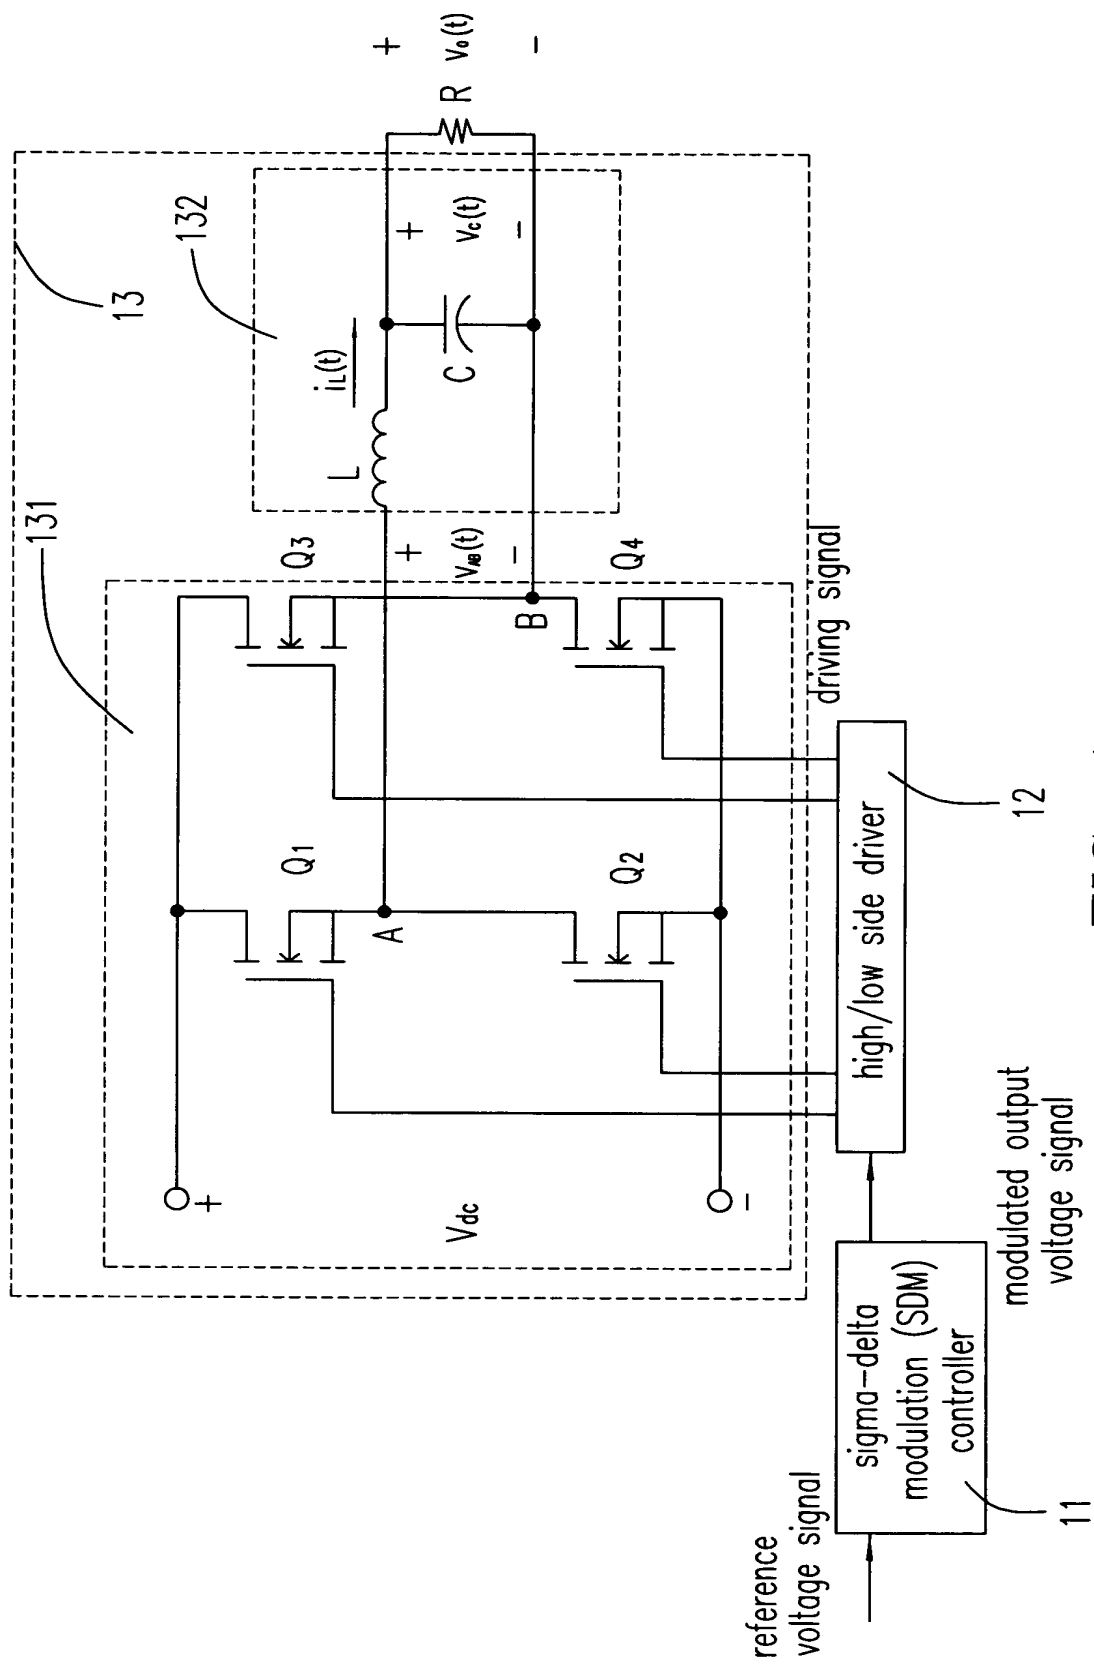 13
132
131
iL(t)
L
C
+
Vc(t)
−
R
+
Vo(t)
−
+
VAB(t)
−
Q1
Q3
A
B
Q2
Q4
+
Vdc
−
driving signal
high/low side driver
12
reference
voltage signal
sigma-delta
modulation (SDM)
controller
11
modulated output
voltage signal